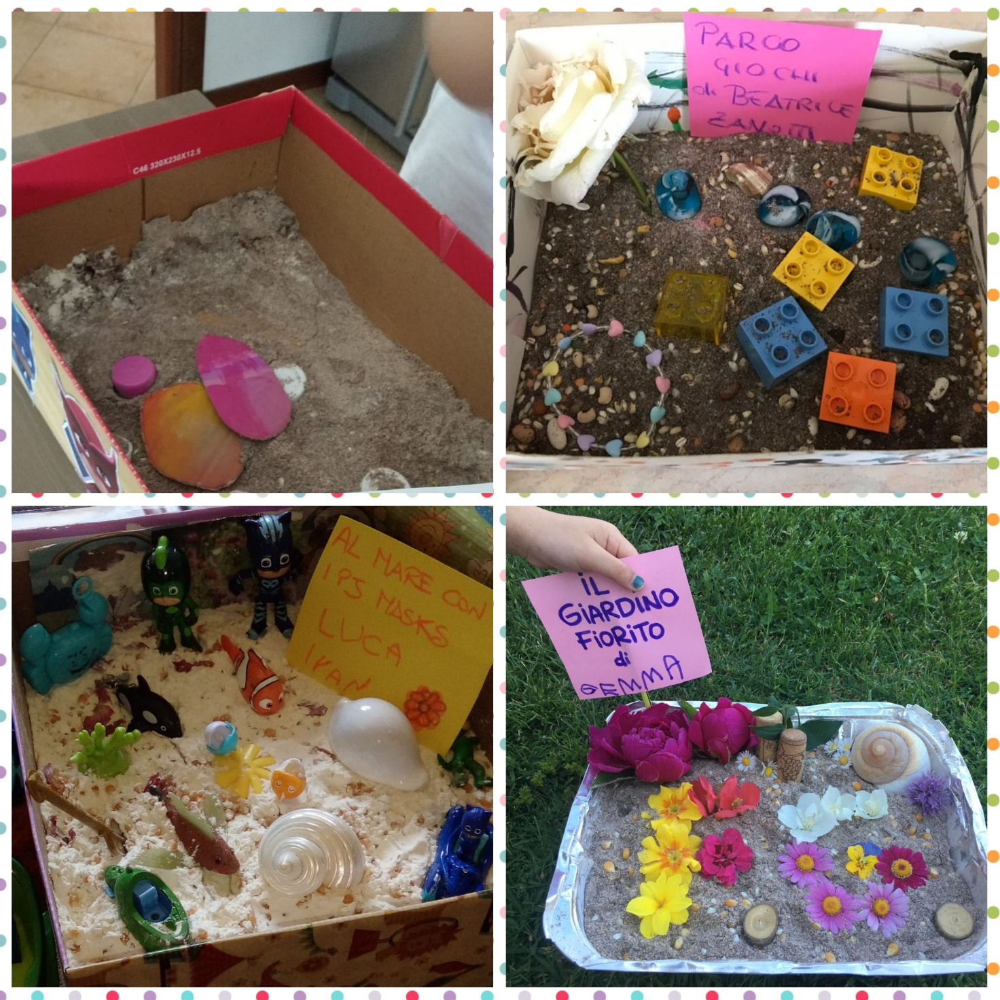 C46 320X230X12.5
PARCO
GIOCHI
di BEATRICE
ZANOTTI
AL MARE CON
I PJ MASKS
LUCA
IVAN
iL
GiARDINO
FiORiTO
di
GEMMA